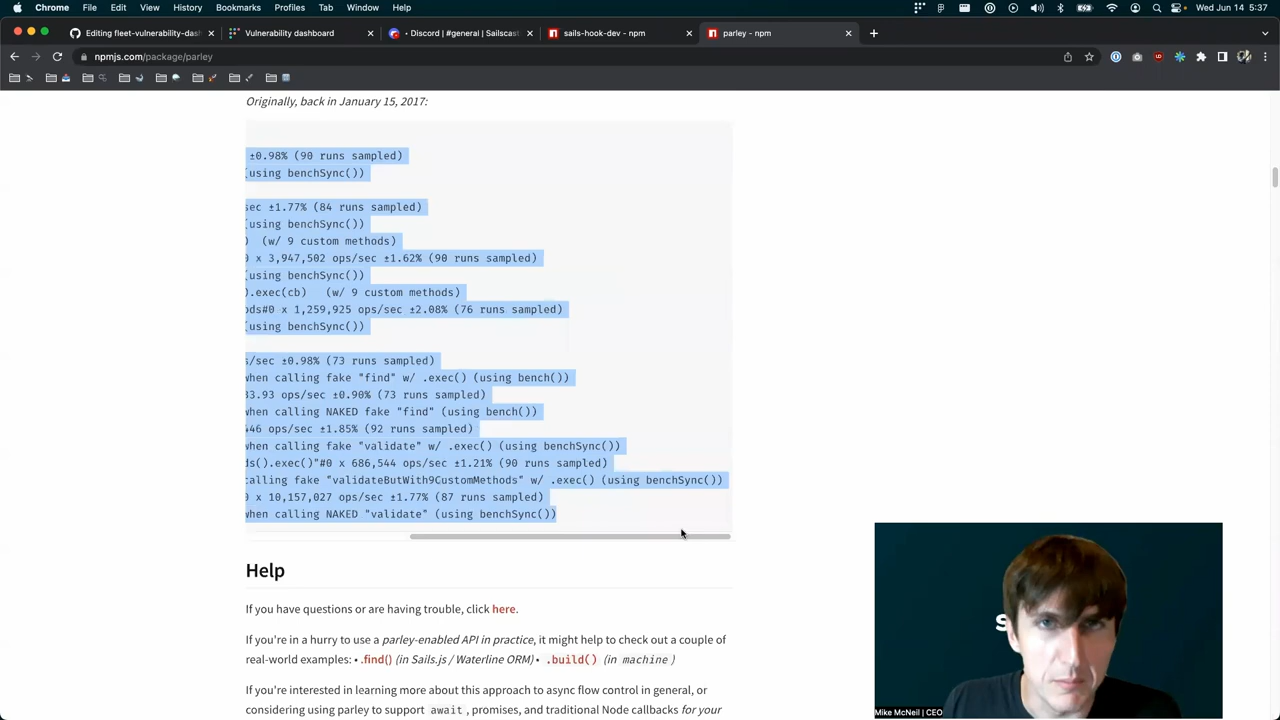 Chrome File Edit View History Bookmarks Profiles Tab Window Help Wed Jun 14 5:37
Editing fleet-vulnerability-das
Vulnerability dashboard
• Discord | #general | Sailscas
sails-hook-dev - npm
parley - npm
npmjs.com/package/parley
Originally, back in January 15, 2017:
±0.98% (90 runs sampled)
(using benchSync())
sec ±1.77% (84 runs sampled)
(using benchSync())
) (w/ 9 custom methods)
0 x 3,947,502 ops/sec ±1.62% (90 runs sampled)
(using benchSync())
).exec(cb) (w/ 9 custom methods)
ods#0 x 1,259,925 ops/sec ±2.08% (76 runs sampled)
(using benchSync())
s/sec ±0.98% (73 runs sampled)
when calling fake "find" w/ .exec() (using bench())
33.93 ops/sec ±0.90% (73 runs sampled)
when calling NAKED fake "find" (using bench())
446 ops/sec ±1.85% (92 runs sampled)
when calling fake "validate" w/ .exec() (using benchSync())
ds().exec()"#0 x 686,544 ops/sec ±1.21% (90 runs sampled)
calling fake "validateButWith9CustomMethods" w/ .exec() (using benchSync())
0 x 10,157,027 ops/sec ±1.77% (87 runs sampled)
when calling NAKED "validate" (using benchSync())
Help
If you have questions or are having trouble, click here.
If you're in a hurry to use a parley-enabled API in practice, it might help to check out a couple of
real-world examples: • .find() (in Sails.js / Waterline ORM) • .build() (in machine )
If you're interested in learning more about this approach to async flow control in general, or
considering using parley to support await, promises, and traditional Node callbacks for your
S
Mike McNeil | CEO